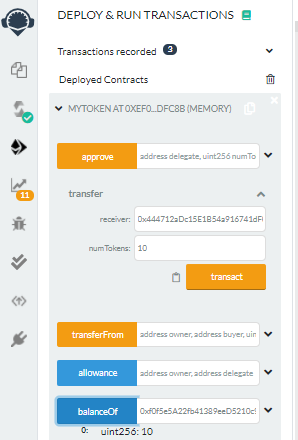 DEPLOY & RUN TRANSACTIONS
Transactions recorded 3
Deployed Contracts
MYTOKEN AT 0XEF0...DFC8B (MEMORY)
approve address delegate, uint256 numTo
transfer
receiver: 0x444712aDc15E1854a916741dF
numTokens: 10
11
transact
transferFrom address owner, address buyer, uin
allowance address owner, address delegate
balanceOf 0xf0f5e5A22fb41389eeD5210c
0: uint256: 10